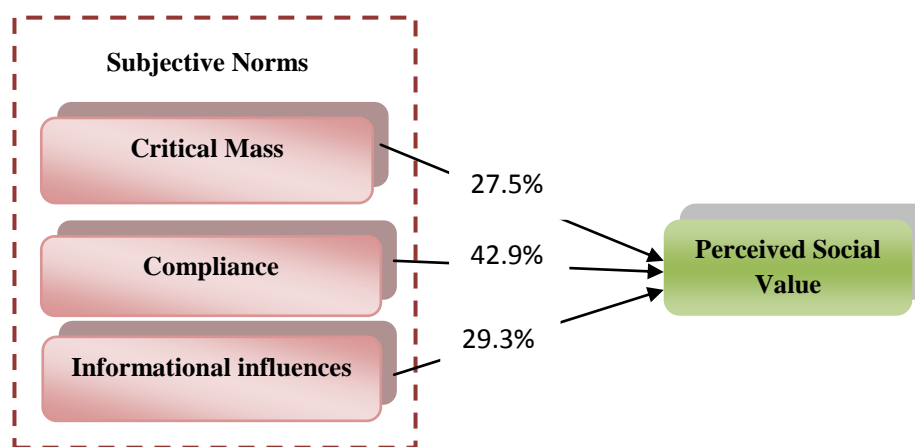 Subjective Norms
Critical Mass
27.5%
Compliance
42.9%
Perceived Social
Value
Informational influences
29.3%